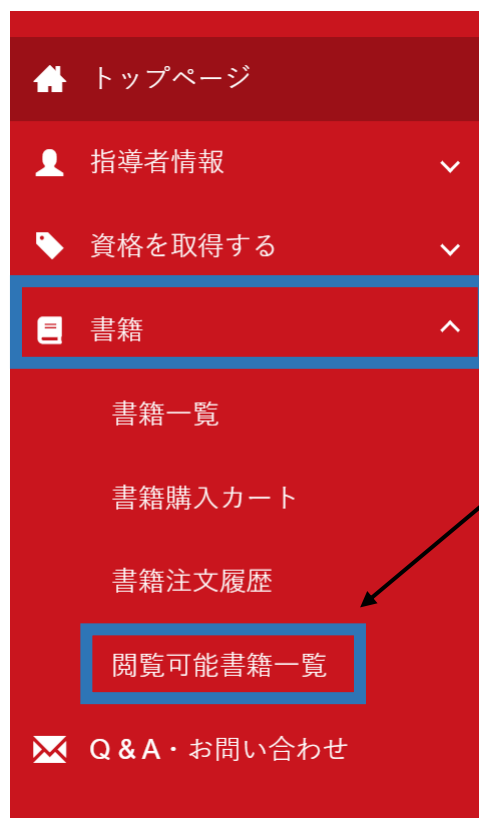 トップページ
指導者情報
資格を取得する
書籍
書籍一覧
書籍購入カート
書籍注文履歴
閲覧可能書籍一覧
Q & A・お問い合わせ